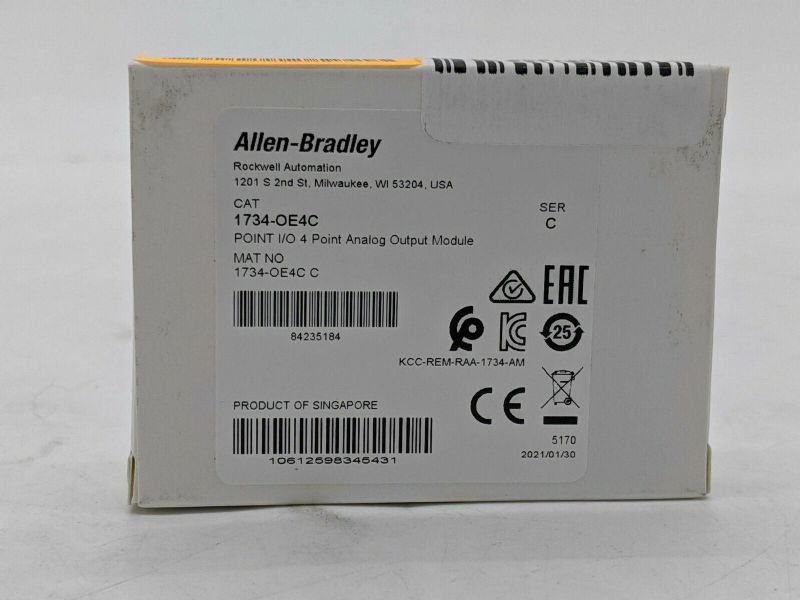 Allen-Bradley
Rockwell Automation
1201 S 2nd St, Milwaukee, WI 53204, USA
CAT
1734-OE4C
SER
C
POINT I/O 4 Point Analog Output Module
MAT NO
1734-OE4C C
84235184
EAC
KC
25
KCC-REM-RAA-1734-AM
CE
PRODUCT OF SINGAPORE
10612598345431
5170
2021/01/30